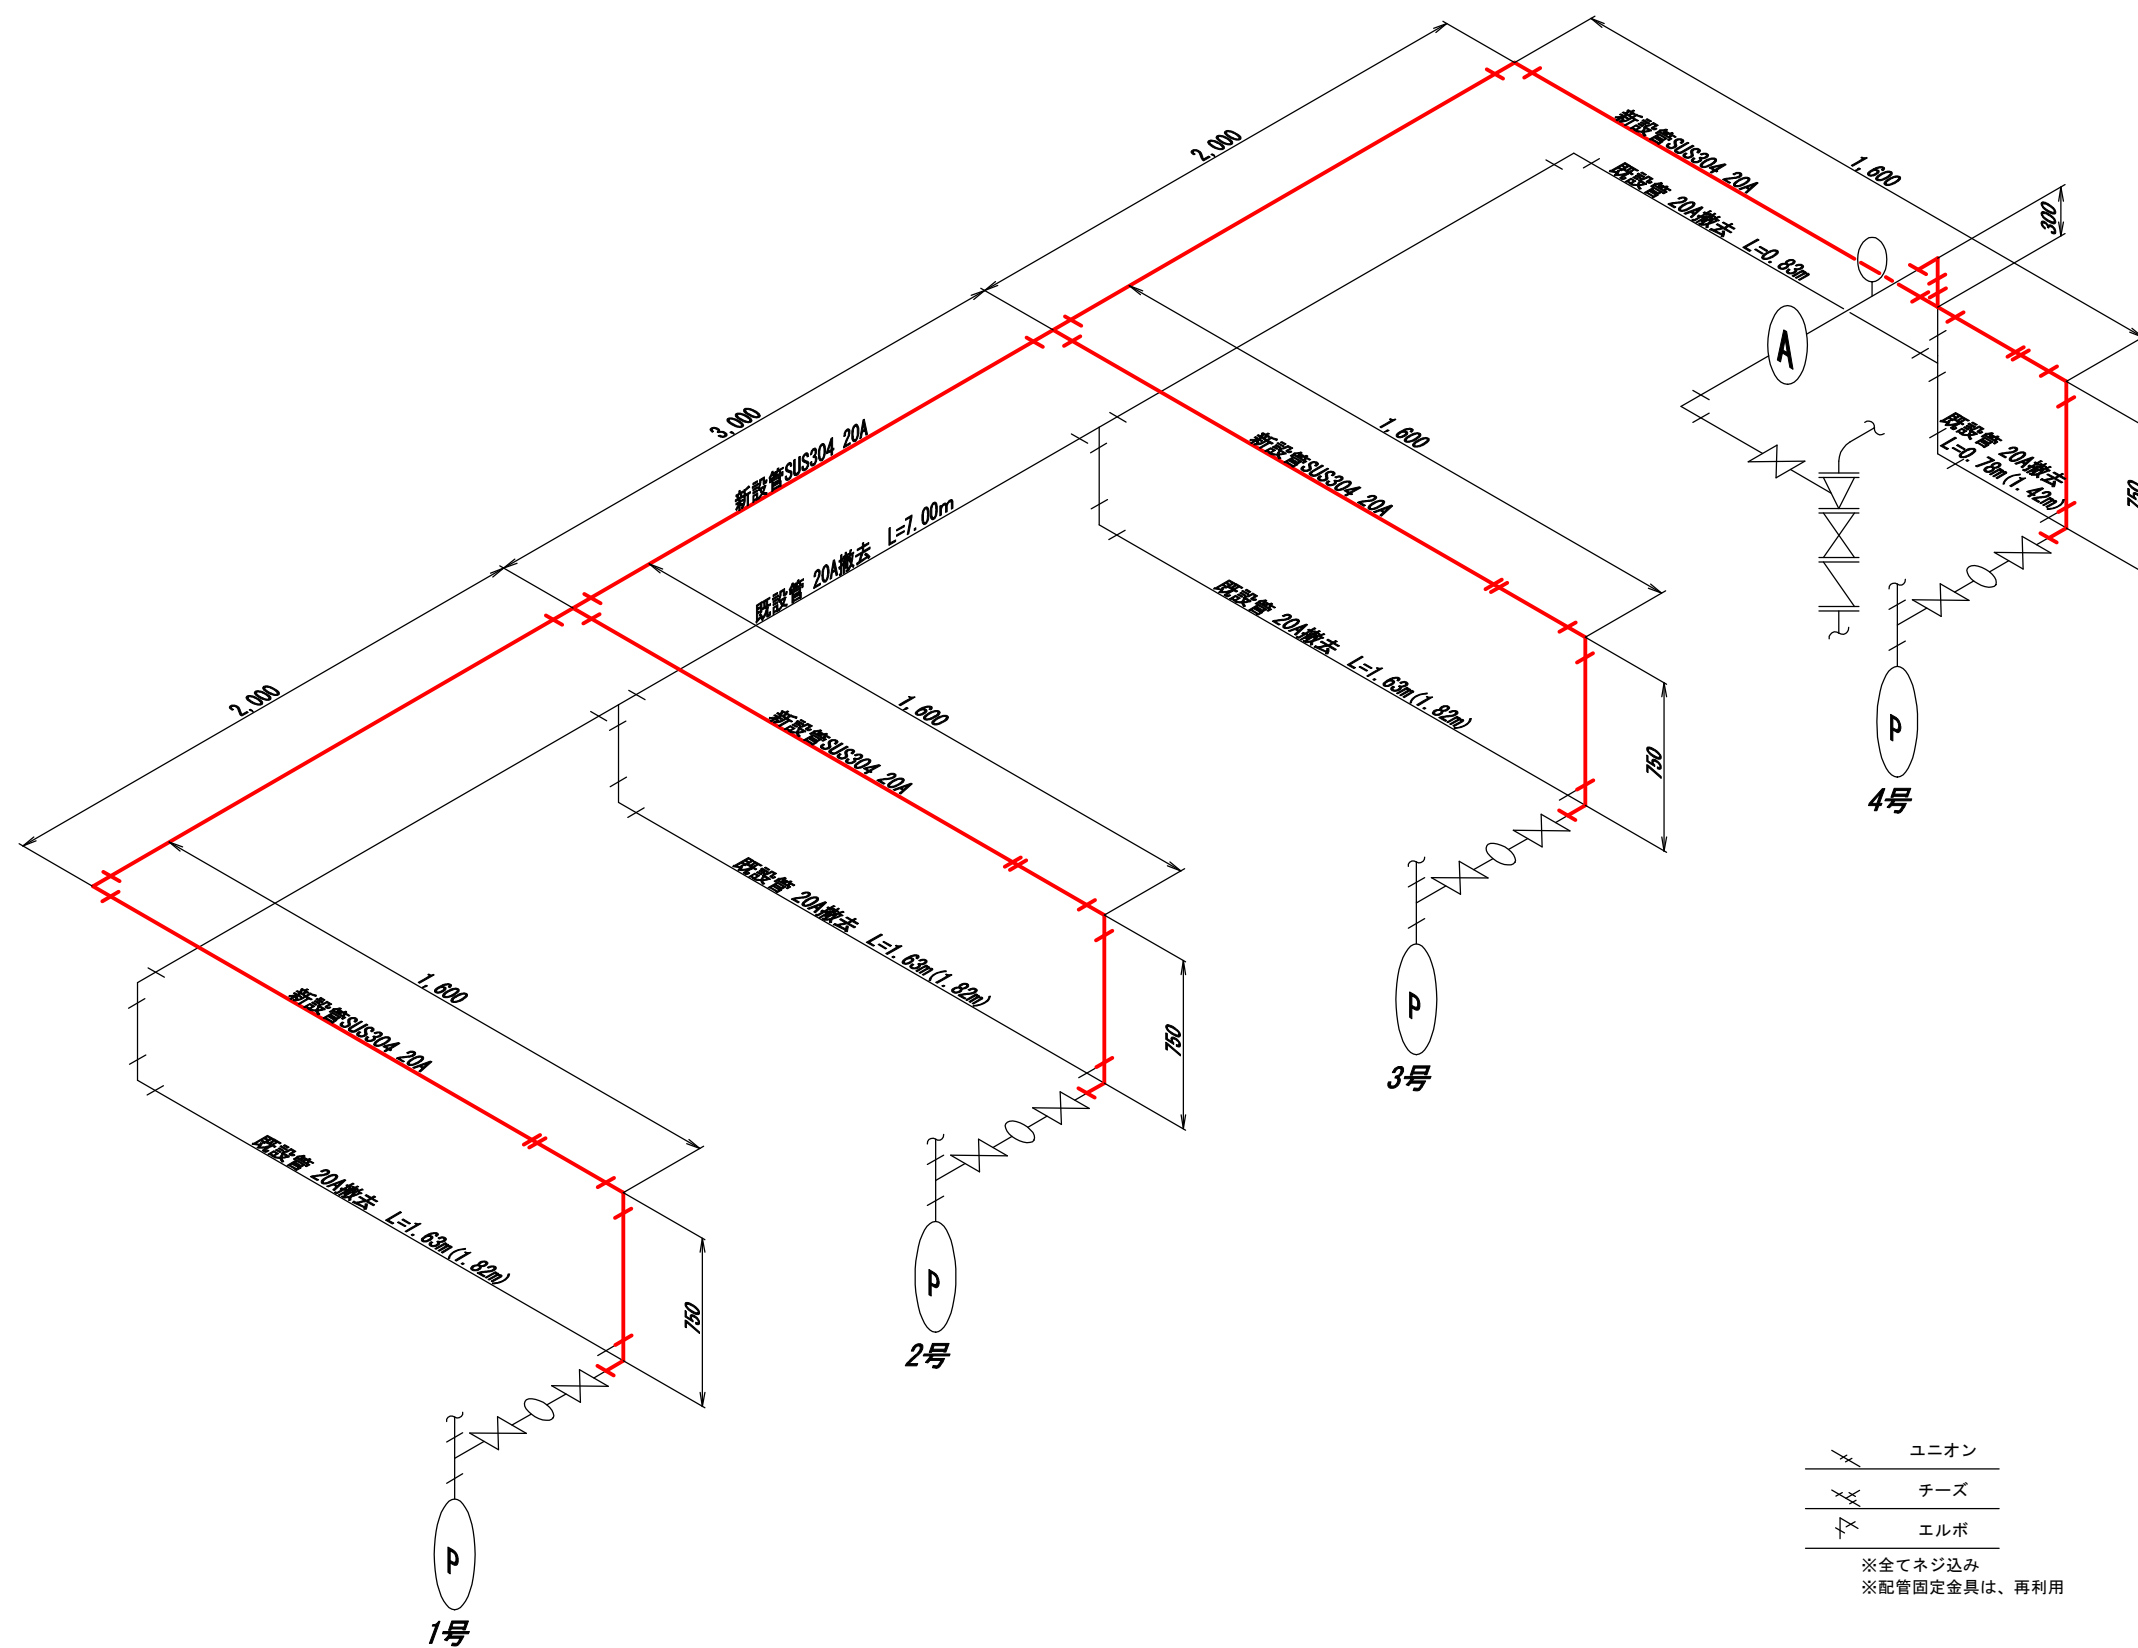 2,000
新設管SUS304 20A
1,600
既設管 20A撤去 L=0.83m
300
3,000
新設管SUS304 20A
1,600
新設管SUS304 20A
A
既設管 20A撤去
L=0.78m(1.42m)
750
既設管 20A撤去 L=7.00m
2,000
1,600
新設管SUS304 20A
既設管 20A撤去 L=1.63m(1.82m)
750
P
4号
1,600
新設管SUS304 20A
既設管 20A撤去 L=1.63m(1.82m)
750
P
3号
既設管 20A撤去 L=1.63m(1.82m)
750
P
2号
P
1号
ユニオン
チーズ
エルボ
※全てネジ込み
※配管固定金具は、再利用